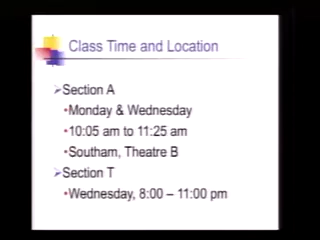 Class Time and Location
Section A
•Monday & Wednesday
•10:05 am to 11:25 am
•Southam, Theatre B
Section T
•Wednesday, 8:00 – 11:00 pm